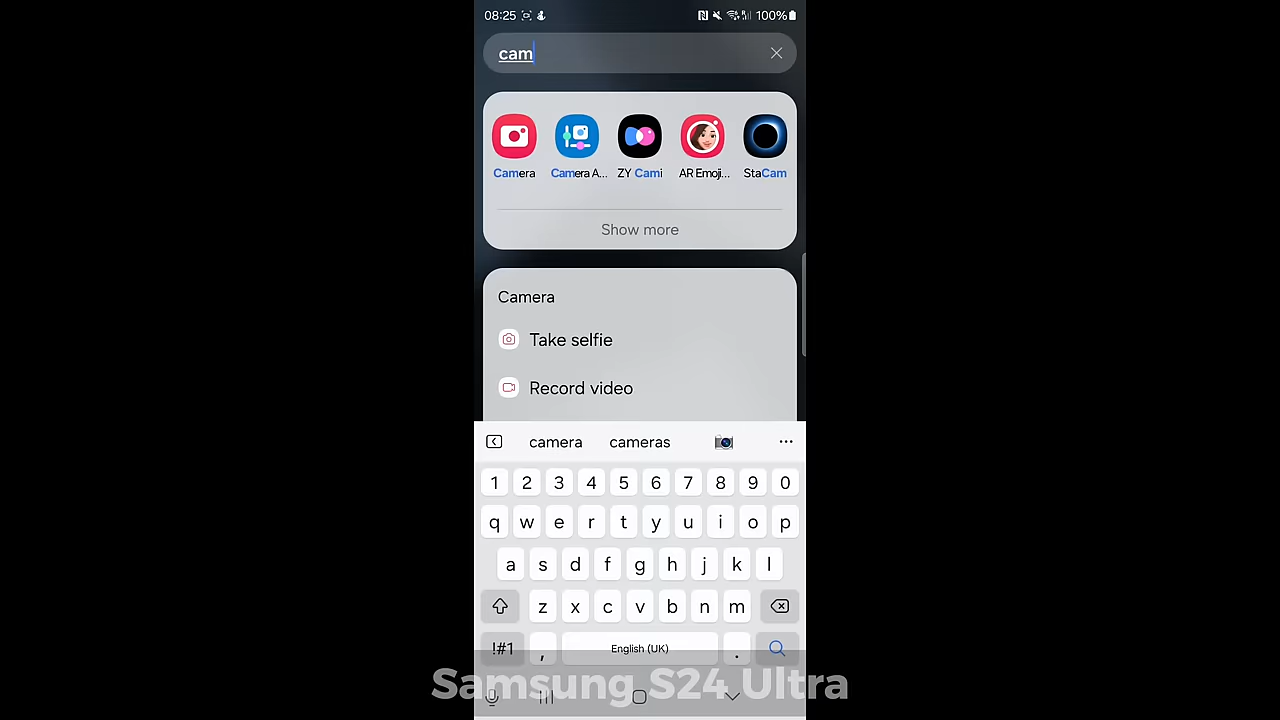 08:25 100%
cam
Camera Camera A... ZY Cami AR Emoji... StaCam
Show more
Camera
Take selfie
Record video
camera cameras
1 2 3 4 5 6 7 8 9 0
q w e r t y u i o p
a s d f g h j k l
z x c v b n m
!#1 , English (UK) .
Samsung S24 Ultra